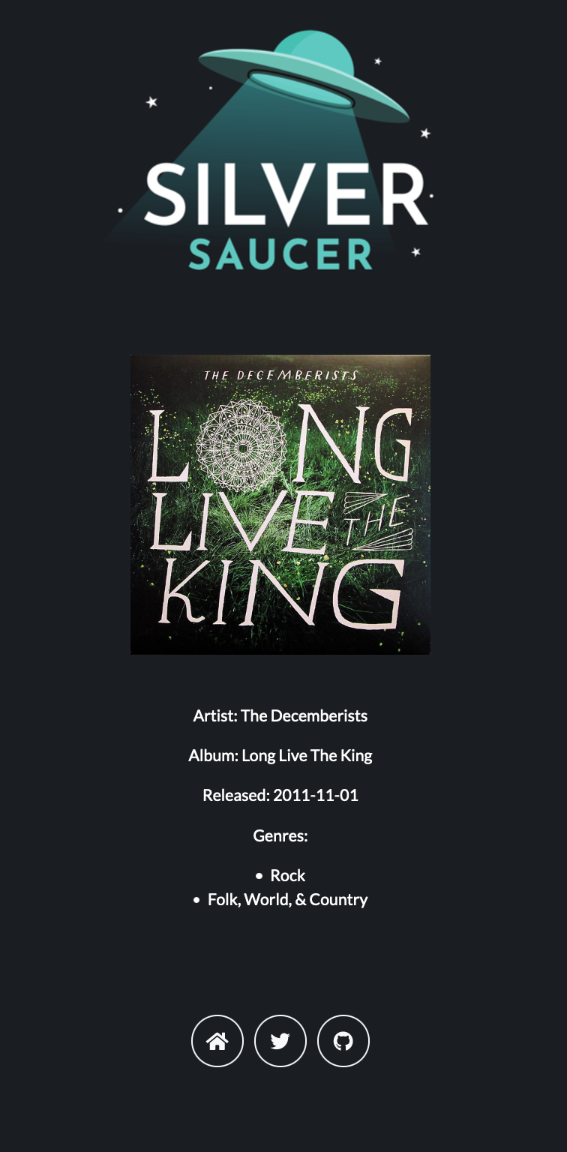 SILVER
SAUCER
THE DECEMBERISTS
LONG
LIVE THE
KING
Artist: The Decemberists
Album: Long Live The King
Released: 2011-11-01
Genres:
• Rock
• Folk, World, & Country